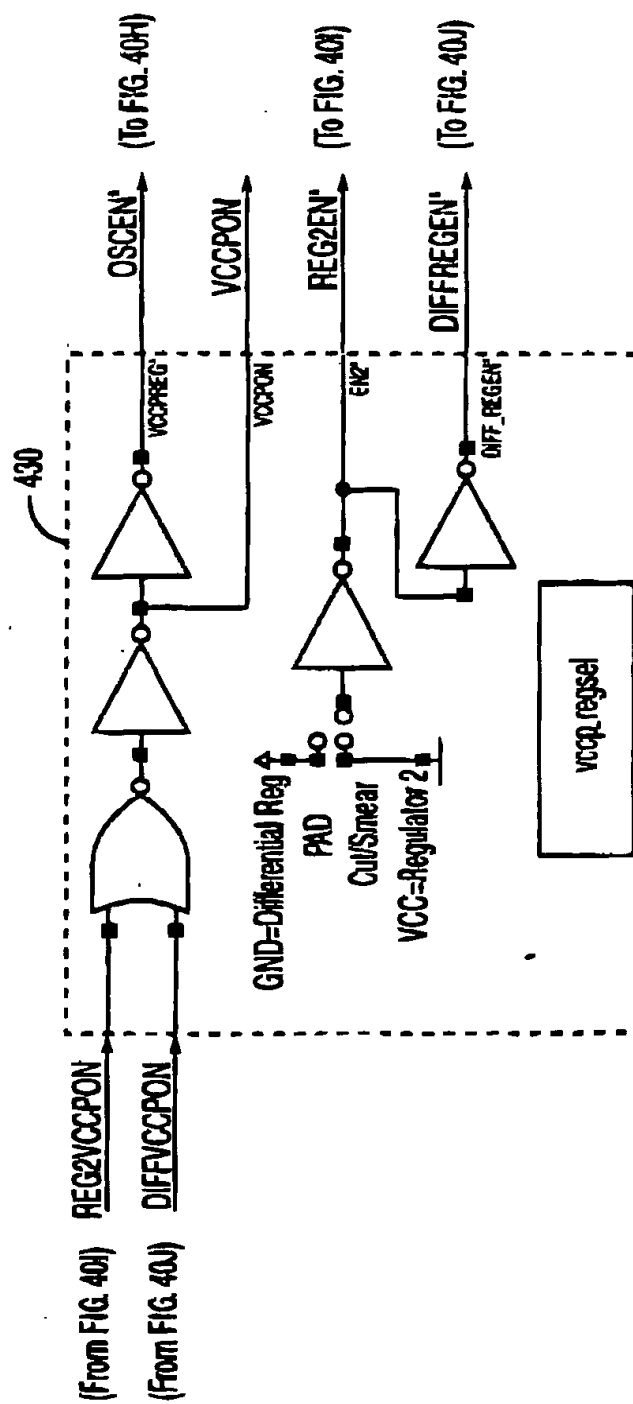 430
(From FIG. 40I) REG2VCCPON
(From FIG. 40J) DIFFVCCPON
VCCPREG' OSCEN' (To FIG. 40H)
VCCPON VCCPON
GND=Differential Reg
PAD
Cut/Smear
VCC=Regulator 2
EN2' REG2EN' (To FIG. 40I)
DIFF_REGEN' DIFFREGEN' (To FIG. 40J)
vccp_regsel